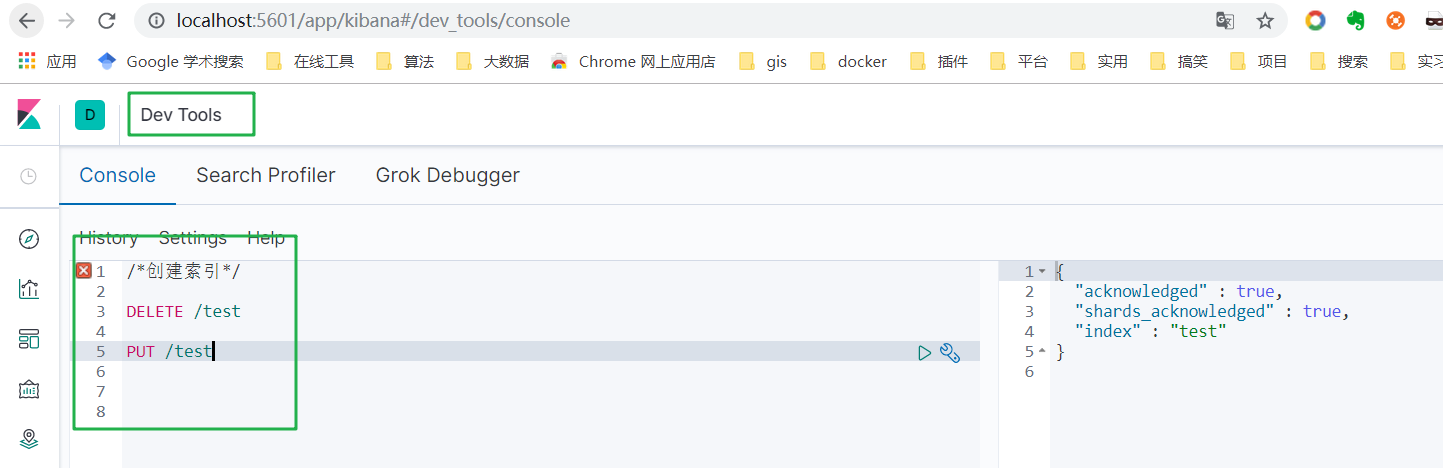 localhost:5601/app/kibana#/dev_tools/console
应用 Google 学术搜索 在线工具 算法 大数据 Chrome 网上应用店 gis docker 插件 平台 实用 搞笑 项目 搜索 实习
D Dev Tools
Console Search Profiler Grok Debugger
History Settings Help
1 /*创建索引*/
2
3 DELETE /test
4
5 PUT /test
6
7
8
1 {
2 "acknowledged" : true,
3 "shards_acknowledged" : true,
4 "index" : "test"
5 }
6